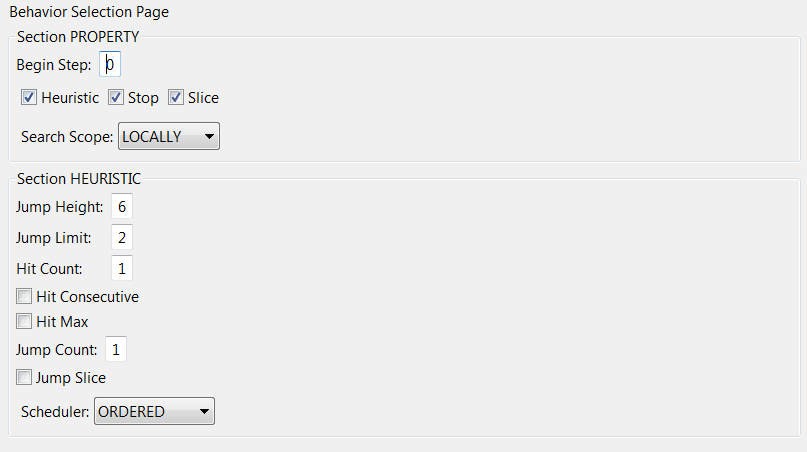 Behavior Selection Page
Section PROPERTY
Begin Step: 0
Heuristic Stop Slice
Search Scope: LOCALLY
Section HEURISTIC
Jump Height: 6
Jump Limit: 2
Hit Count: 1
Hit Consecutive
Hit Max
Jump Count: 1
Jump Slice
Scheduler: ORDERED